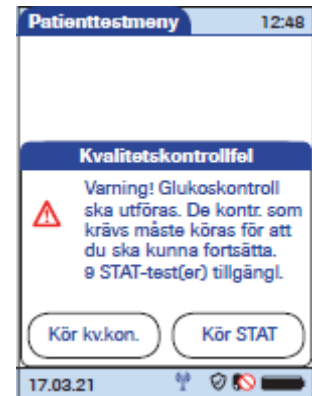 Patienttestmeny 12:48
Kvalitetskontrollfel
Varning! Glukoskontroll
ska utföras. De kontr. som
krävs måste köras för att
du ska kunna fortsätta.
9 STAT-test(er) tillgängl.
Kör kv.kon. Kör STAT
17.03.21